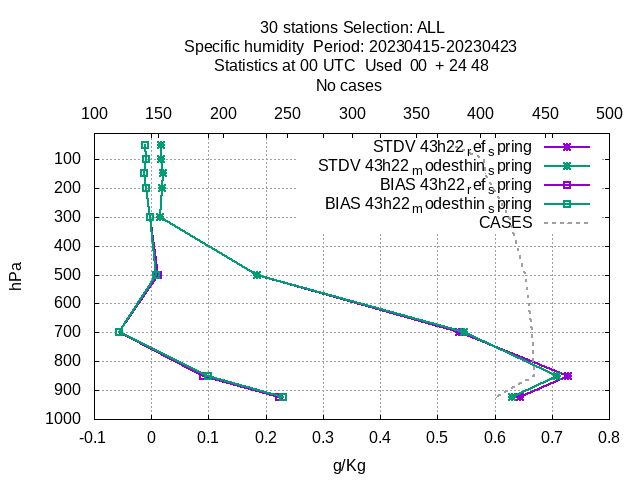 30 stations Selection: ALL
Specific humidity  Period: 20230415-20230423
Statistics at 00 UTC  Used  00  + 24 48
No cases
100 150 200 250 300 350 400 450 500
STDV 43h22_ref_spring
STDV 43h22_modesthin_spring
BIAS 43h22_ref_spring
BIAS 43h22_modesthin_spring
CASES
100
200
300
400
500
600
700
800
900
1000
hPa
-0.1 0 0.1 0.2 0.3 0.4 0.5 0.6 0.7 0.8
g/Kg